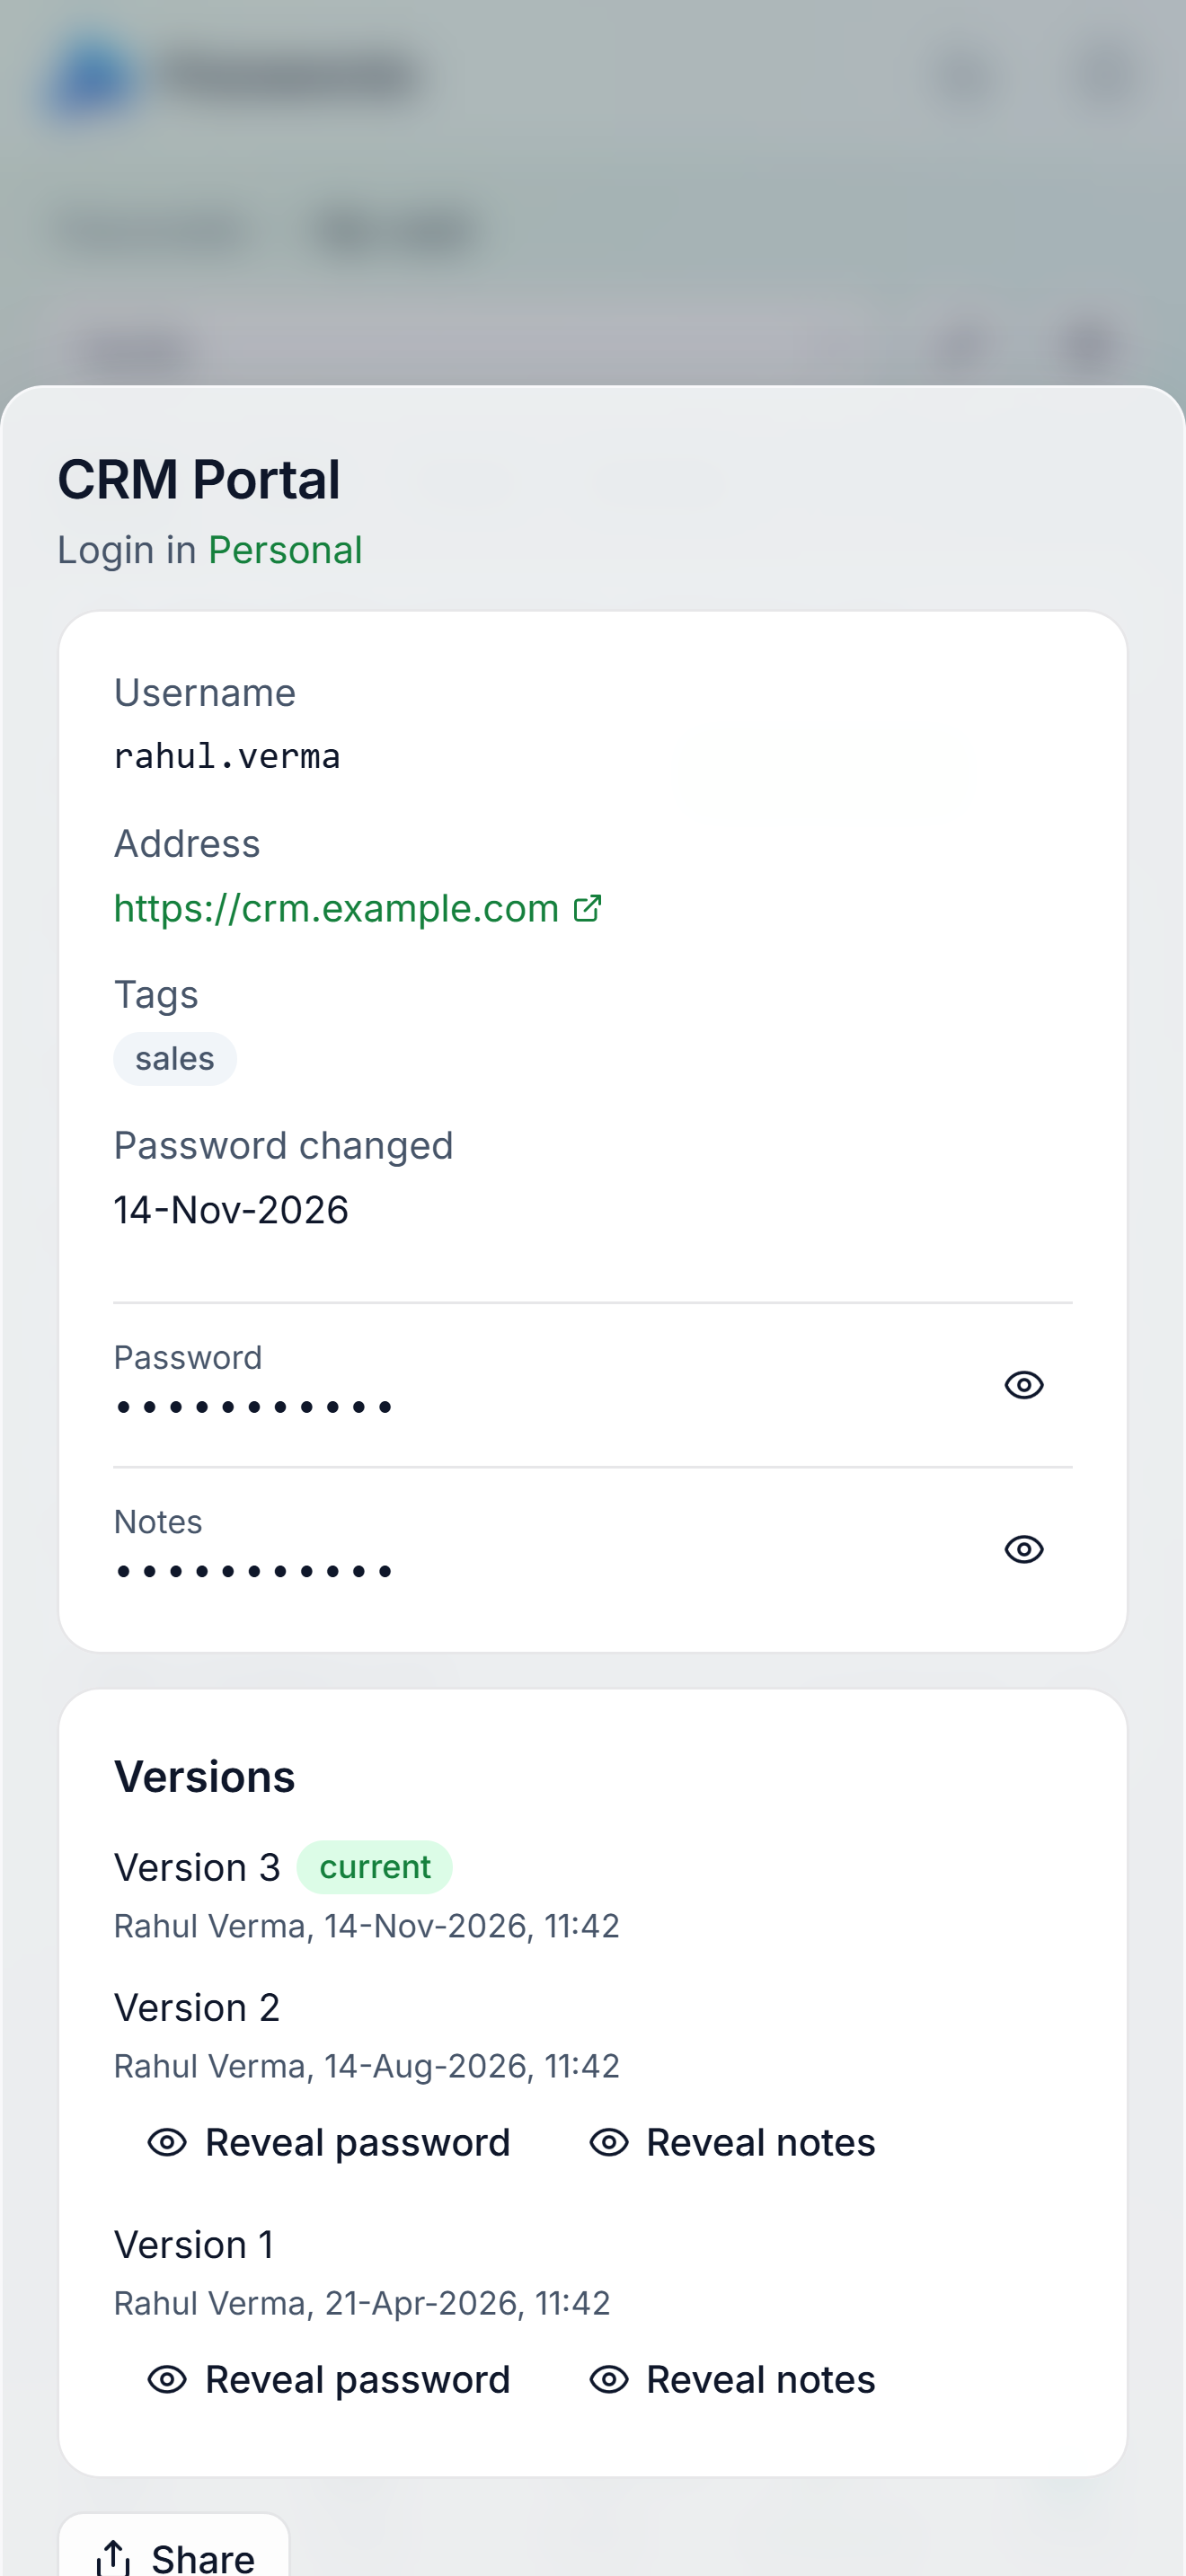 CRM Portal
Login in Personal
Username
rahul.verma
Address
https://crm.example.com
Tags
sales
Password changed
14-Nov-2026
Password
•••••••••••
Notes
•••••••••••
Versions
Version 3 current
Rahul Verma, 14-Nov-2026, 11:42
Version 2
Rahul Verma, 14-Aug-2026, 11:42
Reveal password Reveal notes
Version 1
Rahul Verma, 21-Apr-2026, 11:42
Reveal password Reveal notes
Share